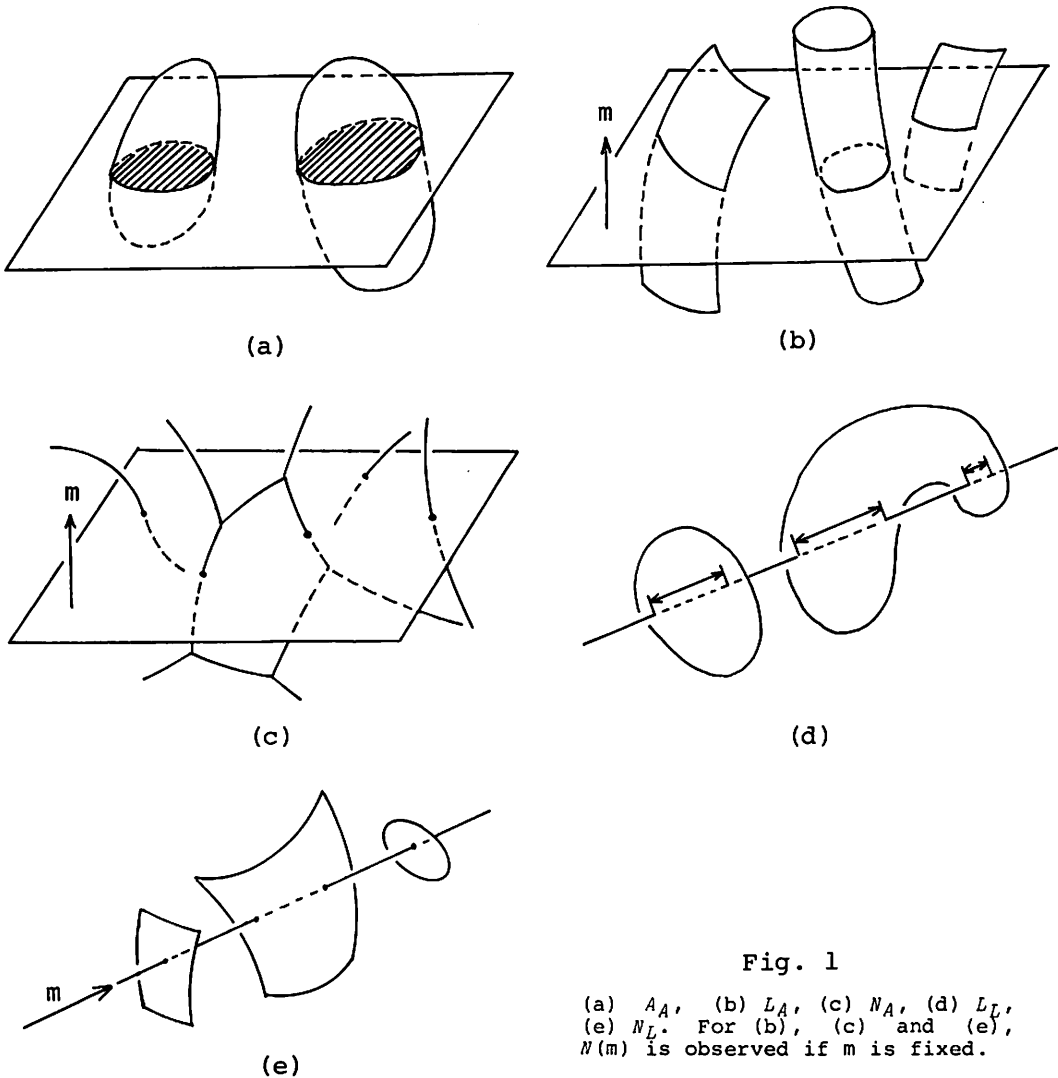 m
(a)
(b)
m
(c)
(d)
m
(e)
Fig. 1
(a) A_A, (b) L_A, (c) N_A, (d) L_L,
(e) N_L. For (b), (c) and (e),
N(m) is observed if m is fixed.